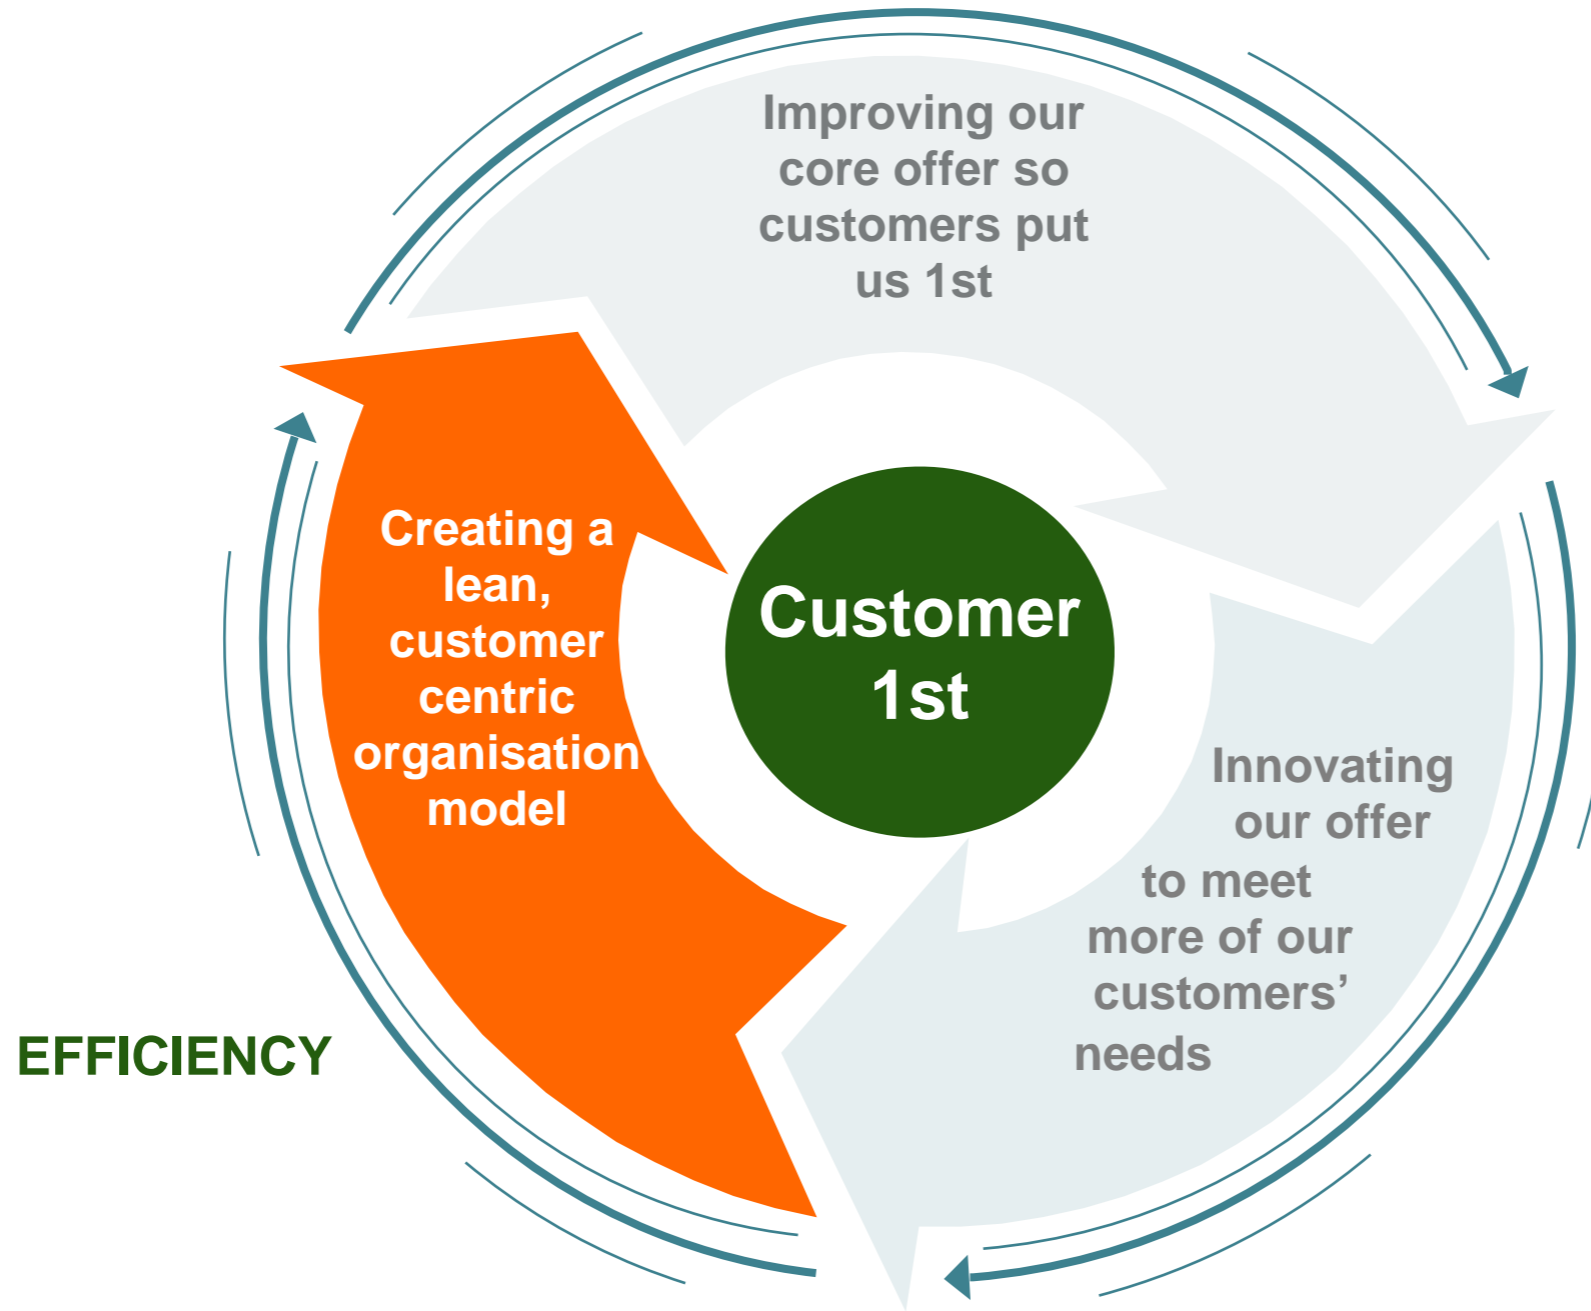 Improving our
core offer so
customers put
us 1st
Creating a
lean,
customer
centric
organisation
model
Customer
1st
Innovating
our offer
to meet
more of our
customers’
needs
EFFICIENCY